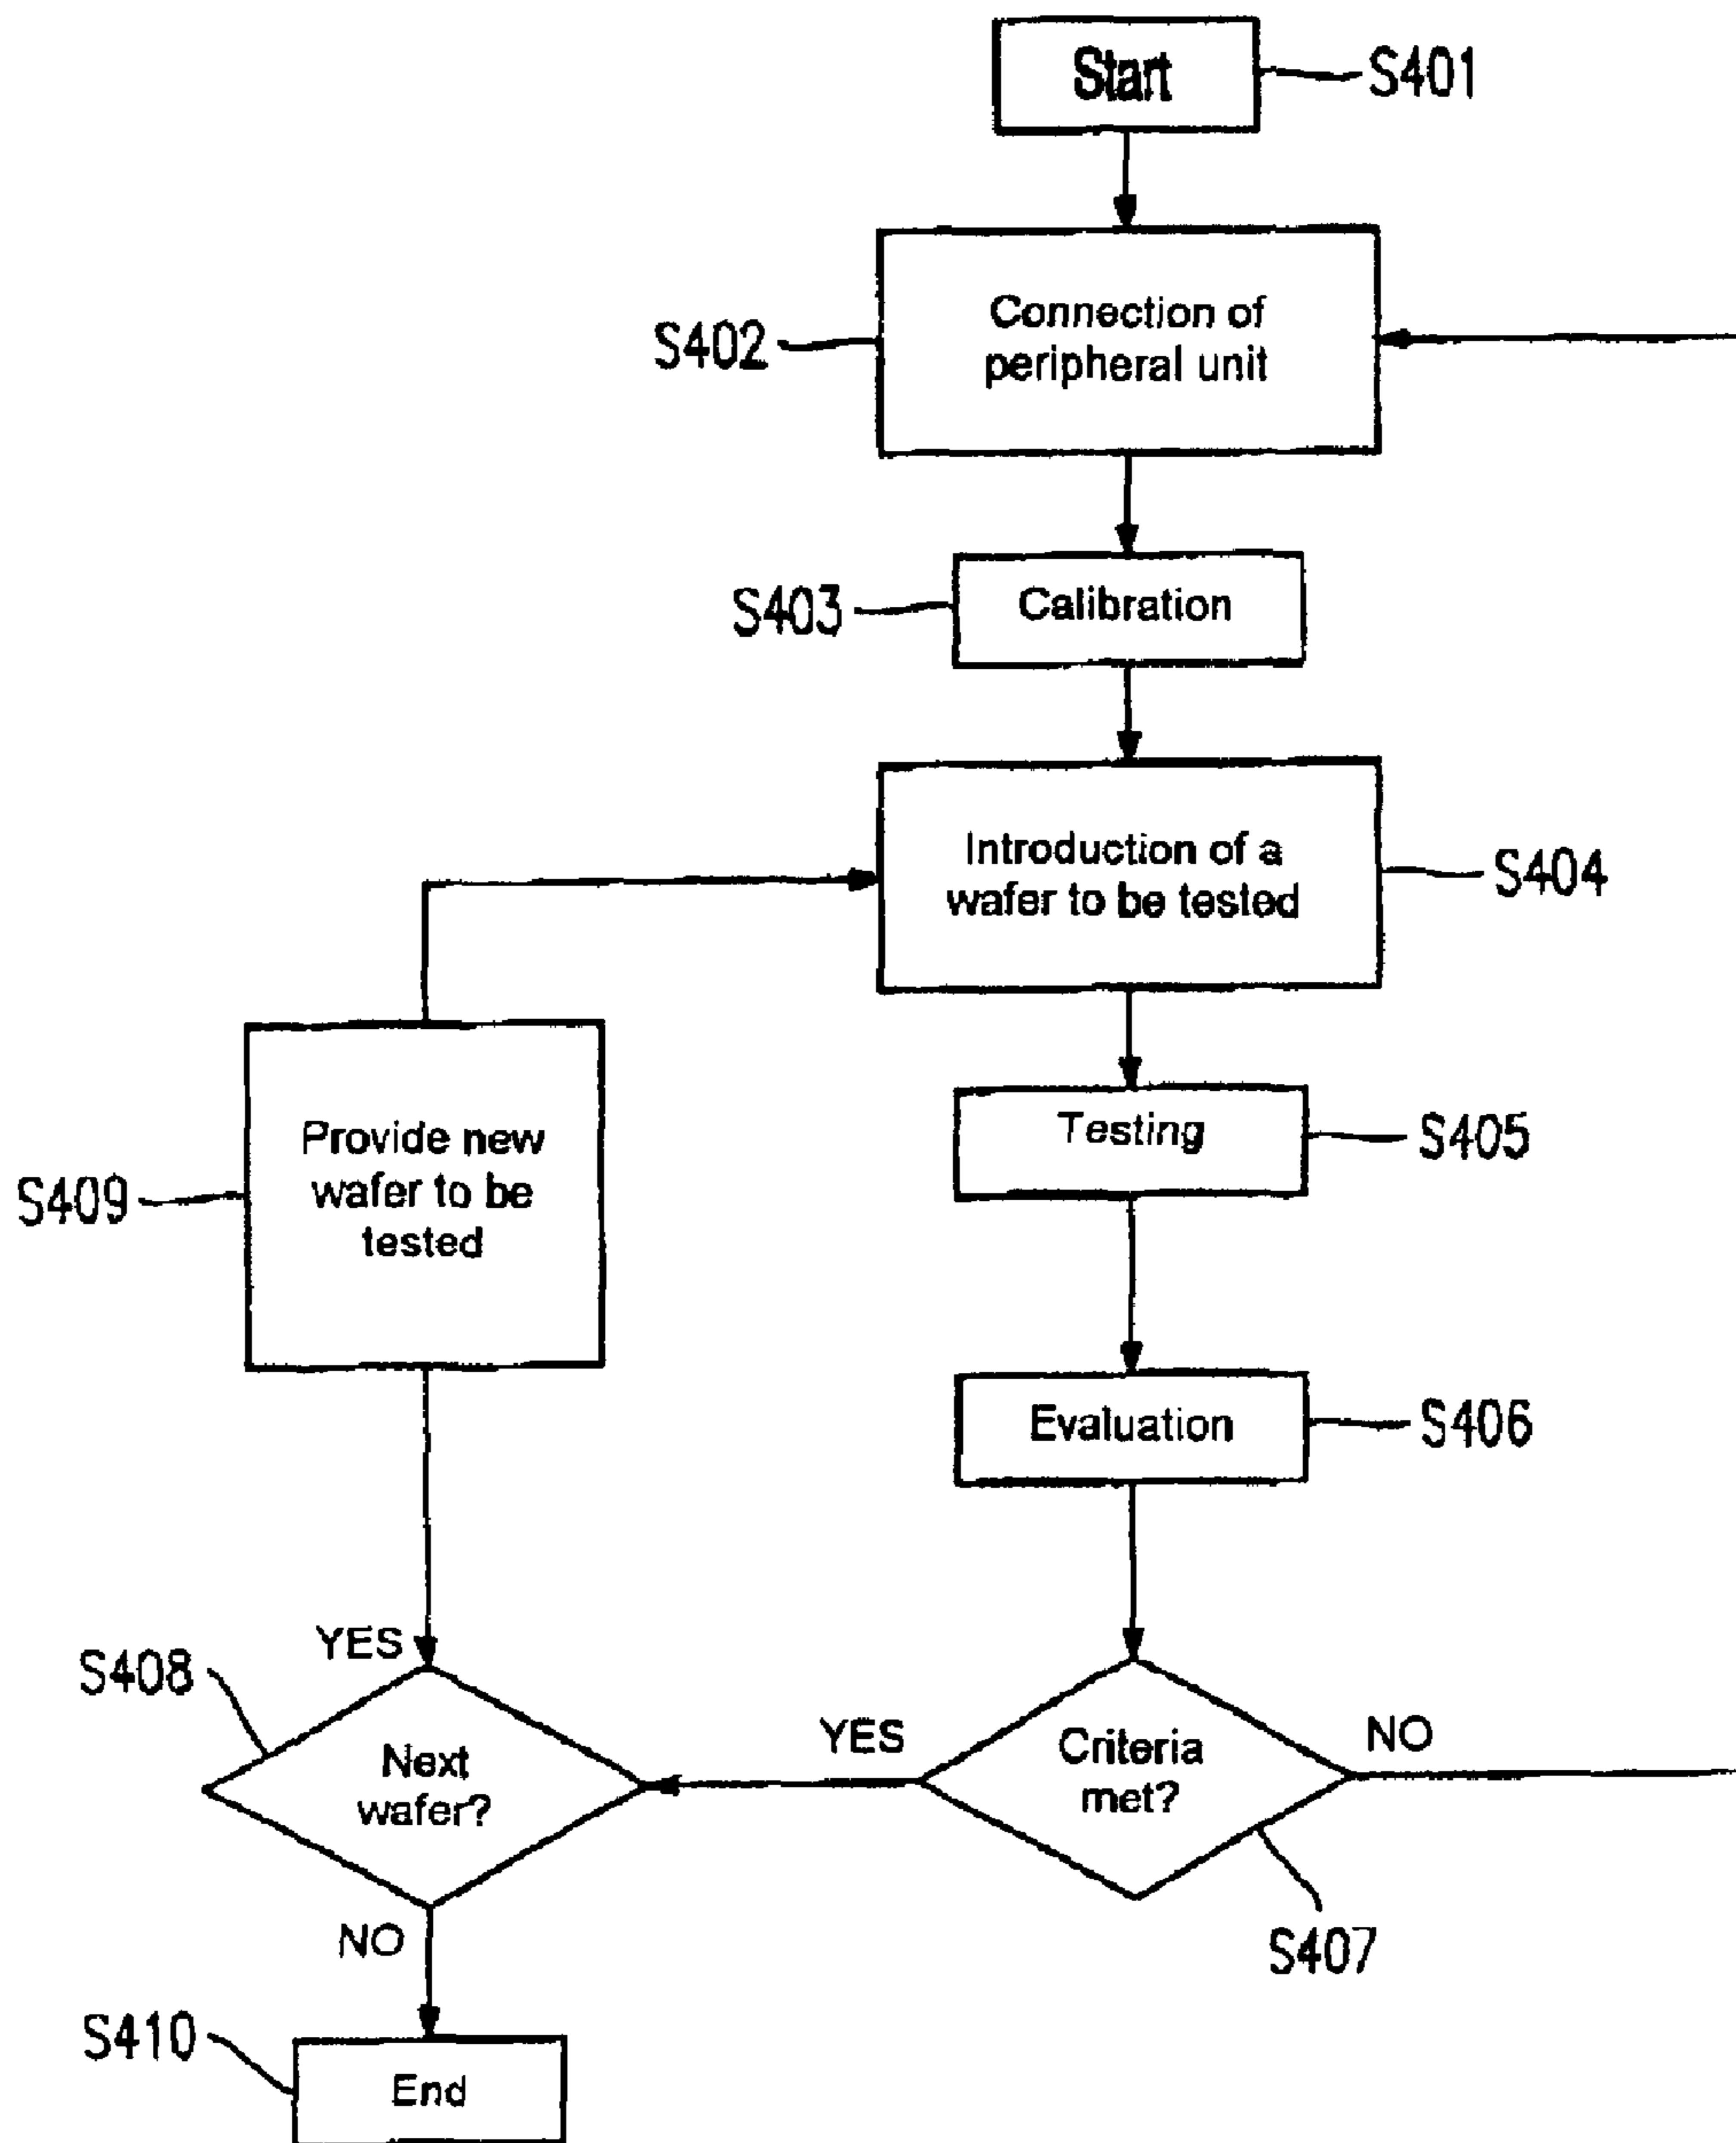 Start
S401
Connection of
peripheral unit
S402
Calibration
S403
Introduction of a
wafer to be tested
S404
Provide new
wafer to be
tested
S409
Testing
S405
Evaluation
S406
YES
S408
Next
wafer?
YES
Criteria
met?
NO
S407
NO
S410
End